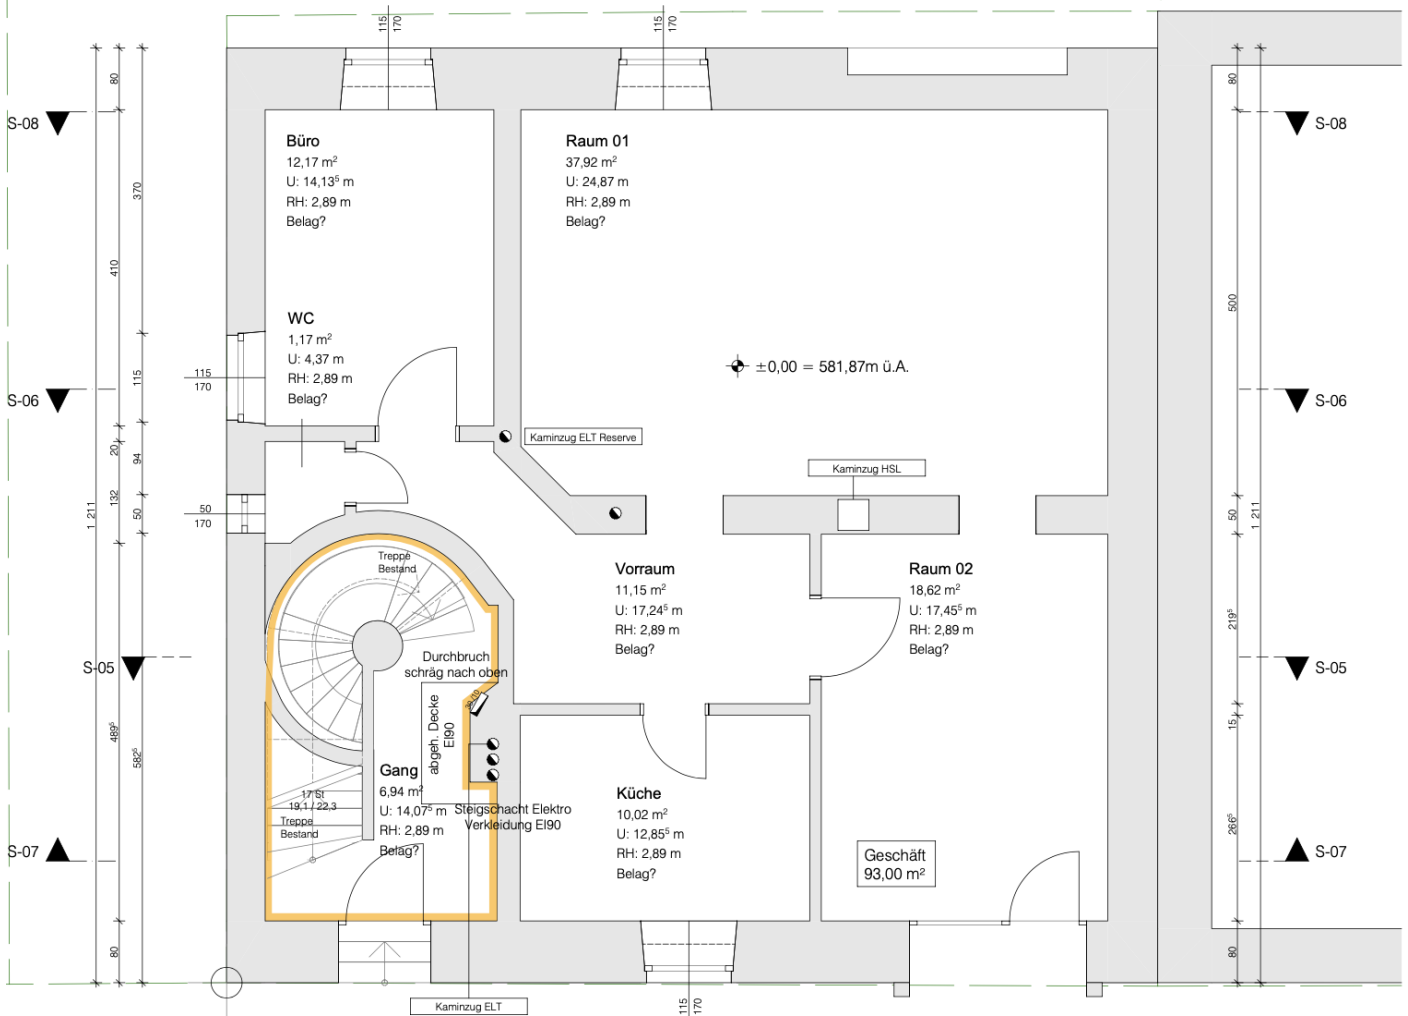 115
170
115
170
80
80
S-08
S-08
Büro
12,17 m²
U: 14,13⁵ m
RH: 2,89 m
Belag?
Raum 01
37,92 m²
U: 24,87 m
RH: 2,89 m
Belag?
370
410
500
WC
1,17 m²
U: 4,37 m
RH: 2,89 m
Belag?
±0,00 = 581,87m ü.A.
115
115
170
S-06
S-06
Kaminzug ELT Reserve
Kaminzug HSL
20
94
132
50
1 211
50
170
50
1 211
Treppe
Bestand
Vorraum
11,15 m²
U: 17,24⁵ m
RH: 2,89 m
Belag?
Raum 02
18,62 m²
U: 17,45⁵ m
RH: 2,89 m
Belag?
219⁵
S-05
S-05
Durchbruch
schräg nach oben
abgeh. Decke
EI90
489⁵
582⁵
15
Gang
6,94 m²
U: 14,07⁵ m
RH: 2,89 m
Belag?
17 St
19,1 / 22,3
Treppe
Bestand
Steigschacht Elektro
Verkleidung EI90
Küche
10,02 m²
U: 12,85⁵ m
RH: 2,89 m
Belag?
266⁵
Geschäft
93,00 m²
S-07
S-07
80
80
Kaminzug ELT
115
170